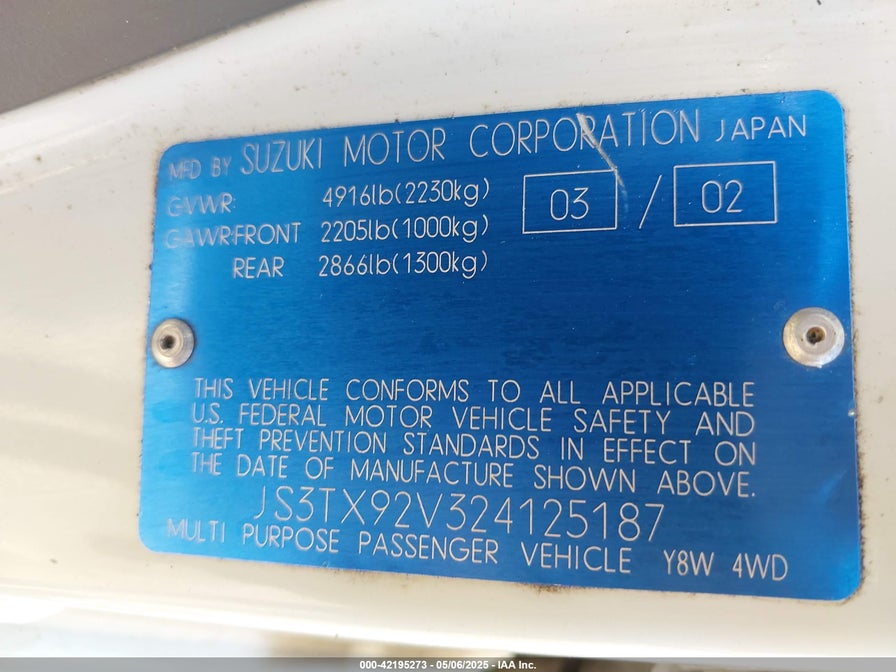 MFD BY SUZUKI MOTOR CORPORATION JAPAN
GVWR: 4916lb(2230kg) 03 / 02
GAWR:FRONT 2205lb(1000kg)
REAR 2866lb(1300kg)
THIS VEHICLE CONFORMS TO ALL APPLICABLE
U.S. FEDERAL MOTOR VEHICLE SAFETY AND
THEFT PREVENTION STANDARDS IN EFFECT ON
THE DATE OF MANUFACTURE SHOWN ABOVE.
JS3TX92V324125187
MULTI PURPOSE PASSENGER VEHICLE Y8W 4WD
000-42195273 - 05/06/2025 - IAA Inc.